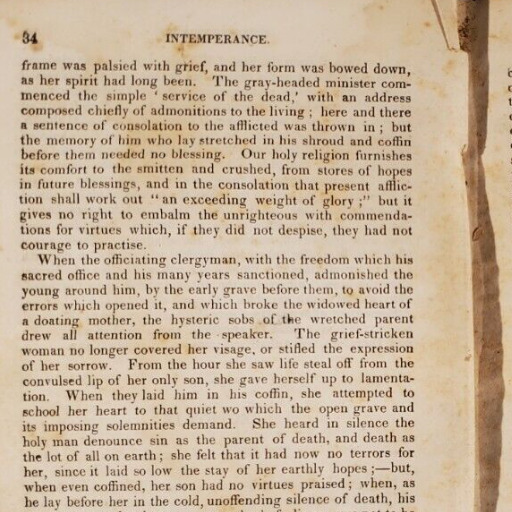 34
INTEMPERANCE.
frame was palsied with grief, and her form was bowed down,
as her spirit had long been. The gray-headed minister com-
menced the simple ‘service of the dead,’ with an address
composed chiefly of admonitions to the living ; here and there
a sentence of consolation to the afflicted was thrown in ; but
the memory of him who lay stretched in his shroud and coffin
before them needed no blessing. Our holy religion furnishes
its comfort to the smitten and crushed, from stores of hopes
in future blessings, and in the consolation that present afflic-
tion shall work out “an exceeding weight of glory ;” but it
gives no right to embalm the unrighteous with commenda-
tions for virtues which, if they did not despise, they had not
courage to practise.
When the officiating clergyman, with the freedom which his
sacred office and his many years sanctioned, admonished the
young around him, by the early grave before them, to avoid the
errors which opened it, and which broke the widowed heart of
a doating mother, the hysteric sobs of the wretched parent
drew all attention from the speaker. The grief-stricken
woman no longer covered her visage, or stifled the expression
of her sorrow. From the hour she saw life steal off from the
convulsed lip of her only son, she gave herself up to lamenta-
tion. When they laid him in his coffin, she attempted to
school her heart to that quiet wo which the open grave and
its imposing solemnities demand. She heard in silence the
holy man denounce sin as the parent of death, and death as
the lot of all on earth ; she felt that it had now no terrors for
her, since it laid so low the stay of her earthly hopes ;—but,
when even coffined, her son had no virtues praised ; when, as
he lay before her in the cold, unoffending silence of death, his